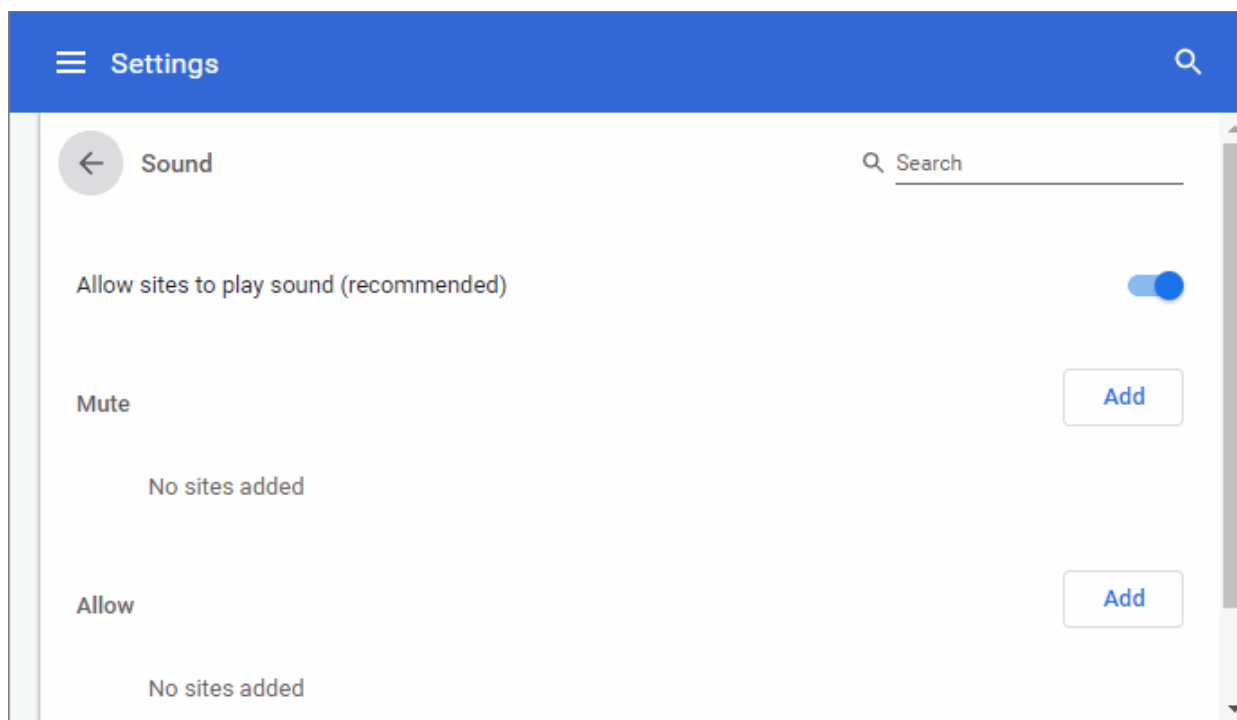 Settings
Sound
Search
Allow sites to play sound (recommended)
Mute
Add
No sites added
Allow
Add
No sites added